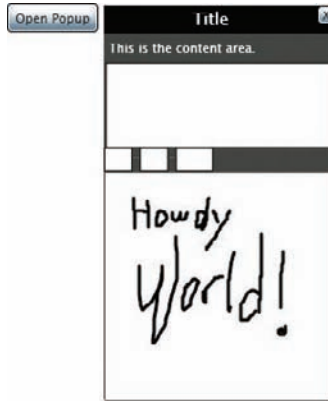 Open Popup
Title
This is the content area.
Howdy
World!